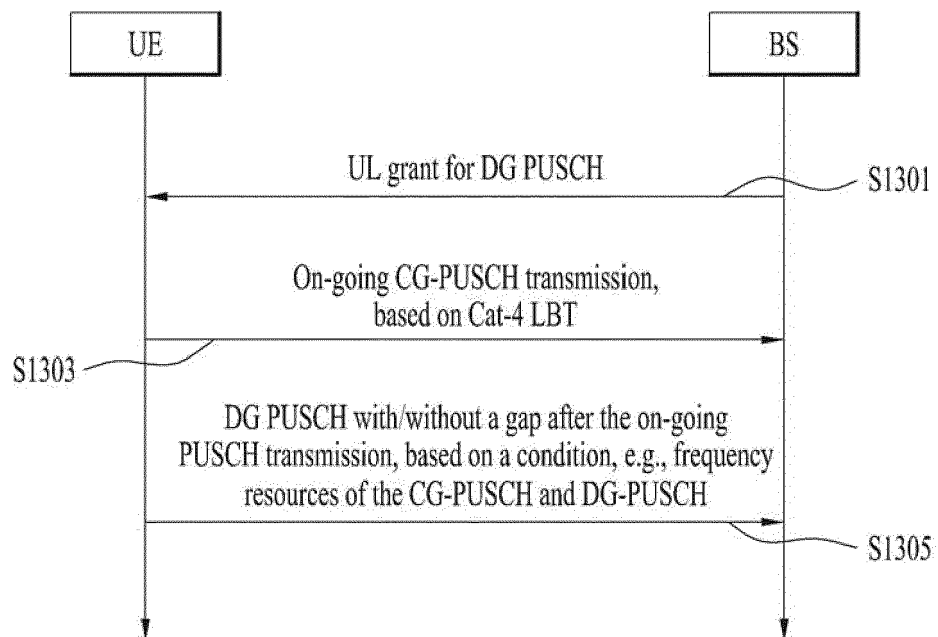 UE
BS
UL grant for DG PUSCH
S1301
On-going CG-PUSCH transmission,
based on Cat-4 LBT
S1303
DG PUSCH with/without a gap after the on-going
PUSCH transmission, based on a condition, e.g., frequency
resources of the CG-PUSCH and DG-PUSCH
S1305